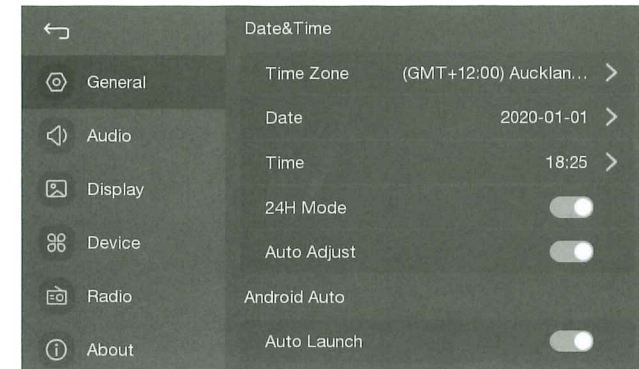 Date&Time
General
Time Zone (GMT+12:00) Aucklan...
Date 2020-01-01
Audio
Time 18:25
Display
24H Mode
Device
Auto Adjust
Radio
Android Auto
About
Auto Launch